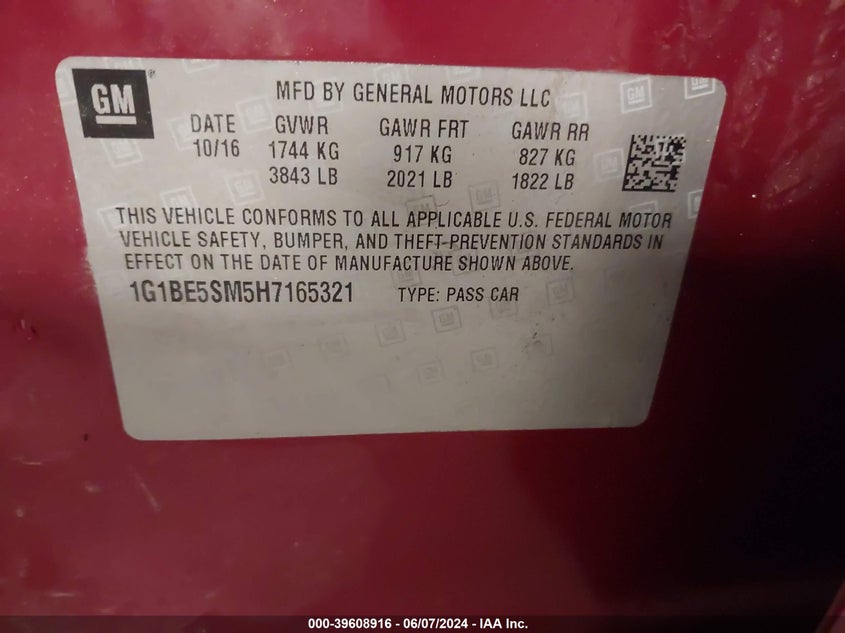 GM
MFD BY GENERAL MOTORS LLC
DATE GVWR GAWR FRT GAWR RR
10/16 1744 KG 917 KG 827 KG
3843 LB 2021 LB 1822 LB
THIS VEHICLE CONFORMS TO ALL APPLICABLE U.S. FEDERAL MOTOR
VEHICLE SAFETY, BUMPER, AND THEFT-PREVENTION STANDARDS IN
EFFECT ON THE DATE OF MANUFACTURE SHOWN ABOVE.
1G1BE5SM5H7165321 TYPE: PASS CAR
000-39608916 - 06/07/2024 - IAA Inc.